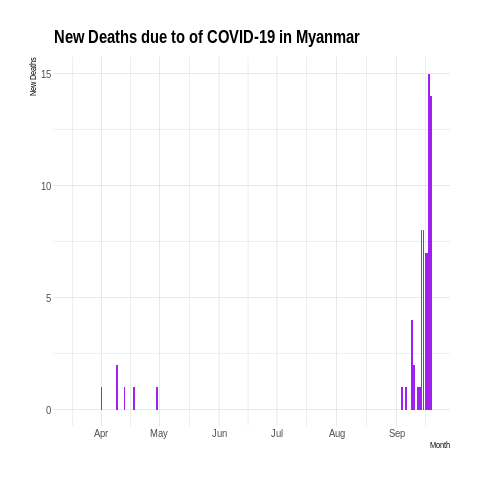 New Deaths due to of COVID-19 in Myanmar
New Deaths
15
10
5
0
Apr May Jun Jul Aug Sep
Month